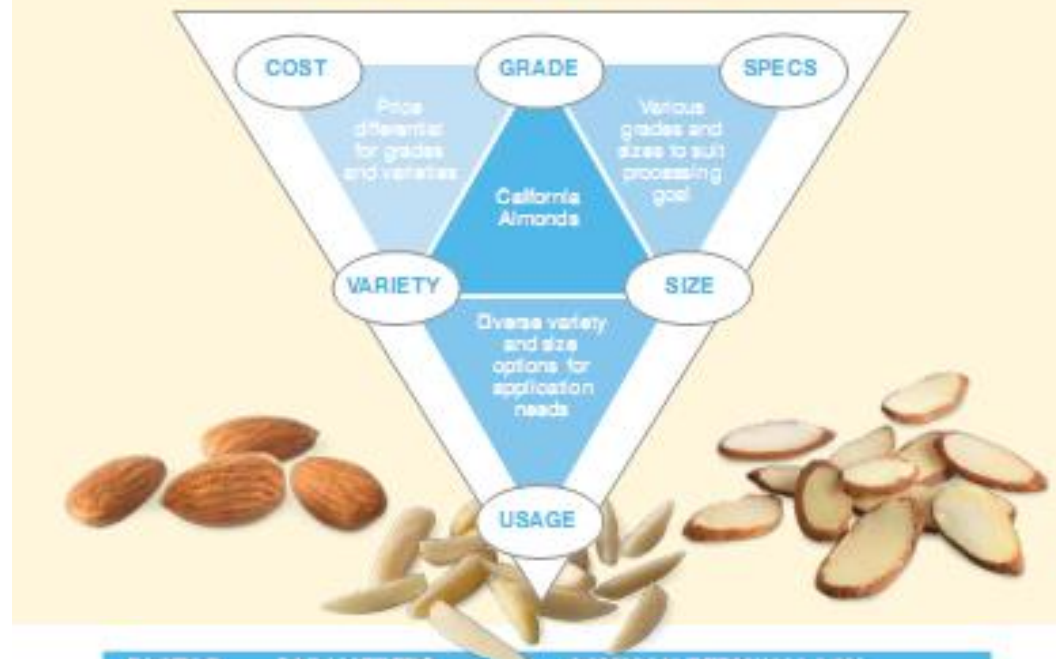 COST
GRADE
SPECS
Price
differential
for grades
and varieties
Various
grades and
sizes to suit
processing
goal
California
Almonds
VARIETY
SIZE
Diverse variety
and size
options for
application
needs
USAGE